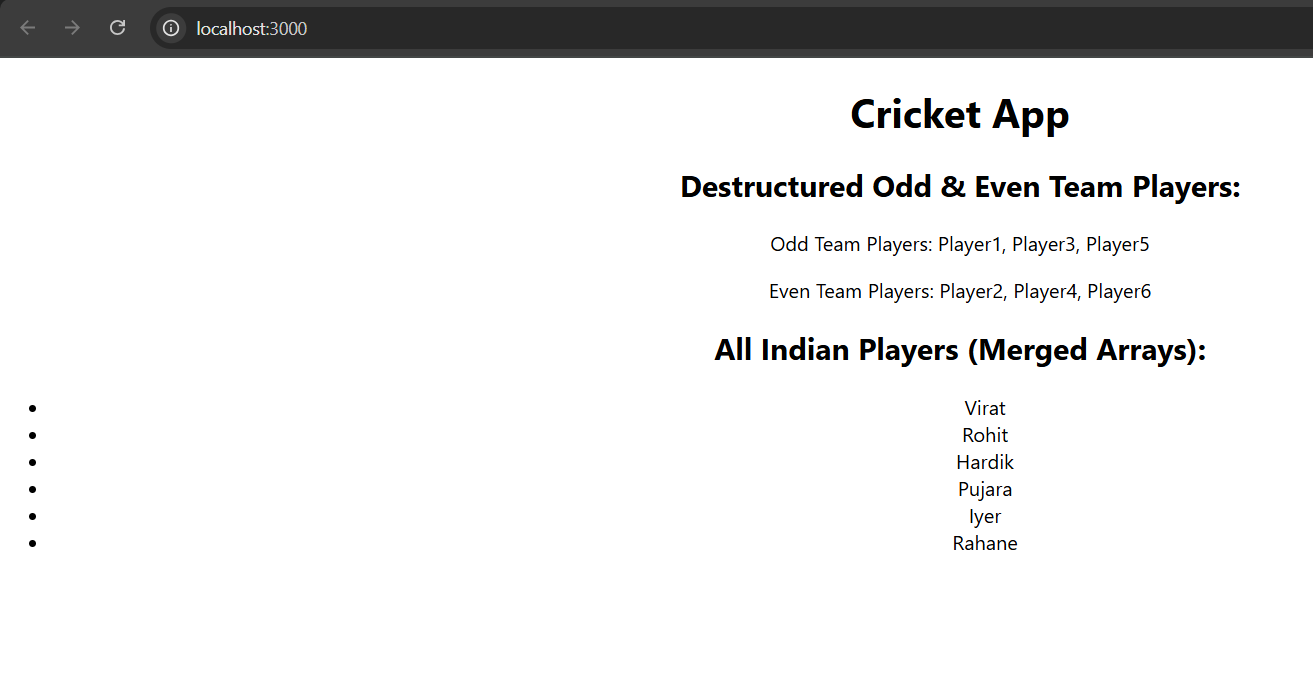 localhost:3000
Cricket App
Destructured Odd & Even Team Players:
Odd Team Players: Player1, Player3, Player5
Even Team Players: Player2, Player4, Player6
All Indian Players (Merged Arrays):
Virat
Rohit
Hardik
Pujara
Iyer
Rahane